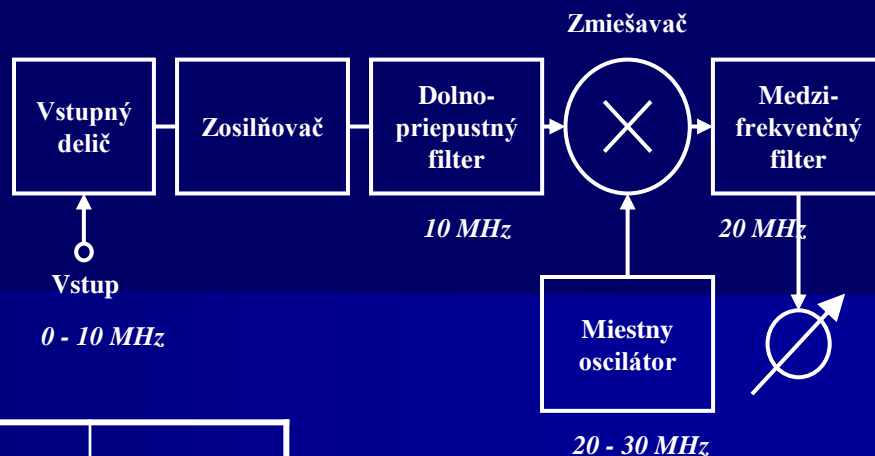 Zmiešavač
Vstupný
delič
Zosilňovač
Dolno-
priepustný
filter
Medzi-
frekvenčný
filter
10 MHz
20 MHz
Vstup
0 - 10 MHz
Miestny
oscilátor
20 - 30 MHz